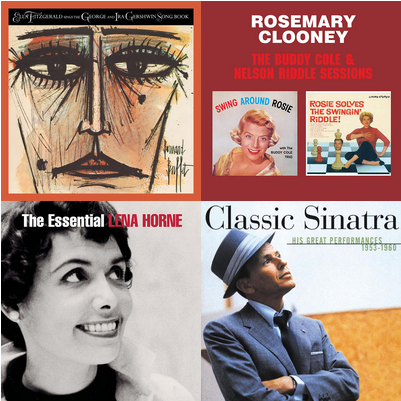 ELLA FITZGERALD SINGS THE GEORGE AND IRA GERSHWIN SONG BOOK
Bernard
Buffet
ROSEMARY
CLOONEY
THE BUDDY COLE &
NELSON RIDDLE SESSIONS
SWING AROUND ROSIE
with The
BUDDY COLE
TRIO
ROSIE SOLVES
THE SWINGIN'
RIDDLE!
The Essential LENA HORNE
Classic Sinatra
HIS GREAT PERFORMANCES
1953-1960